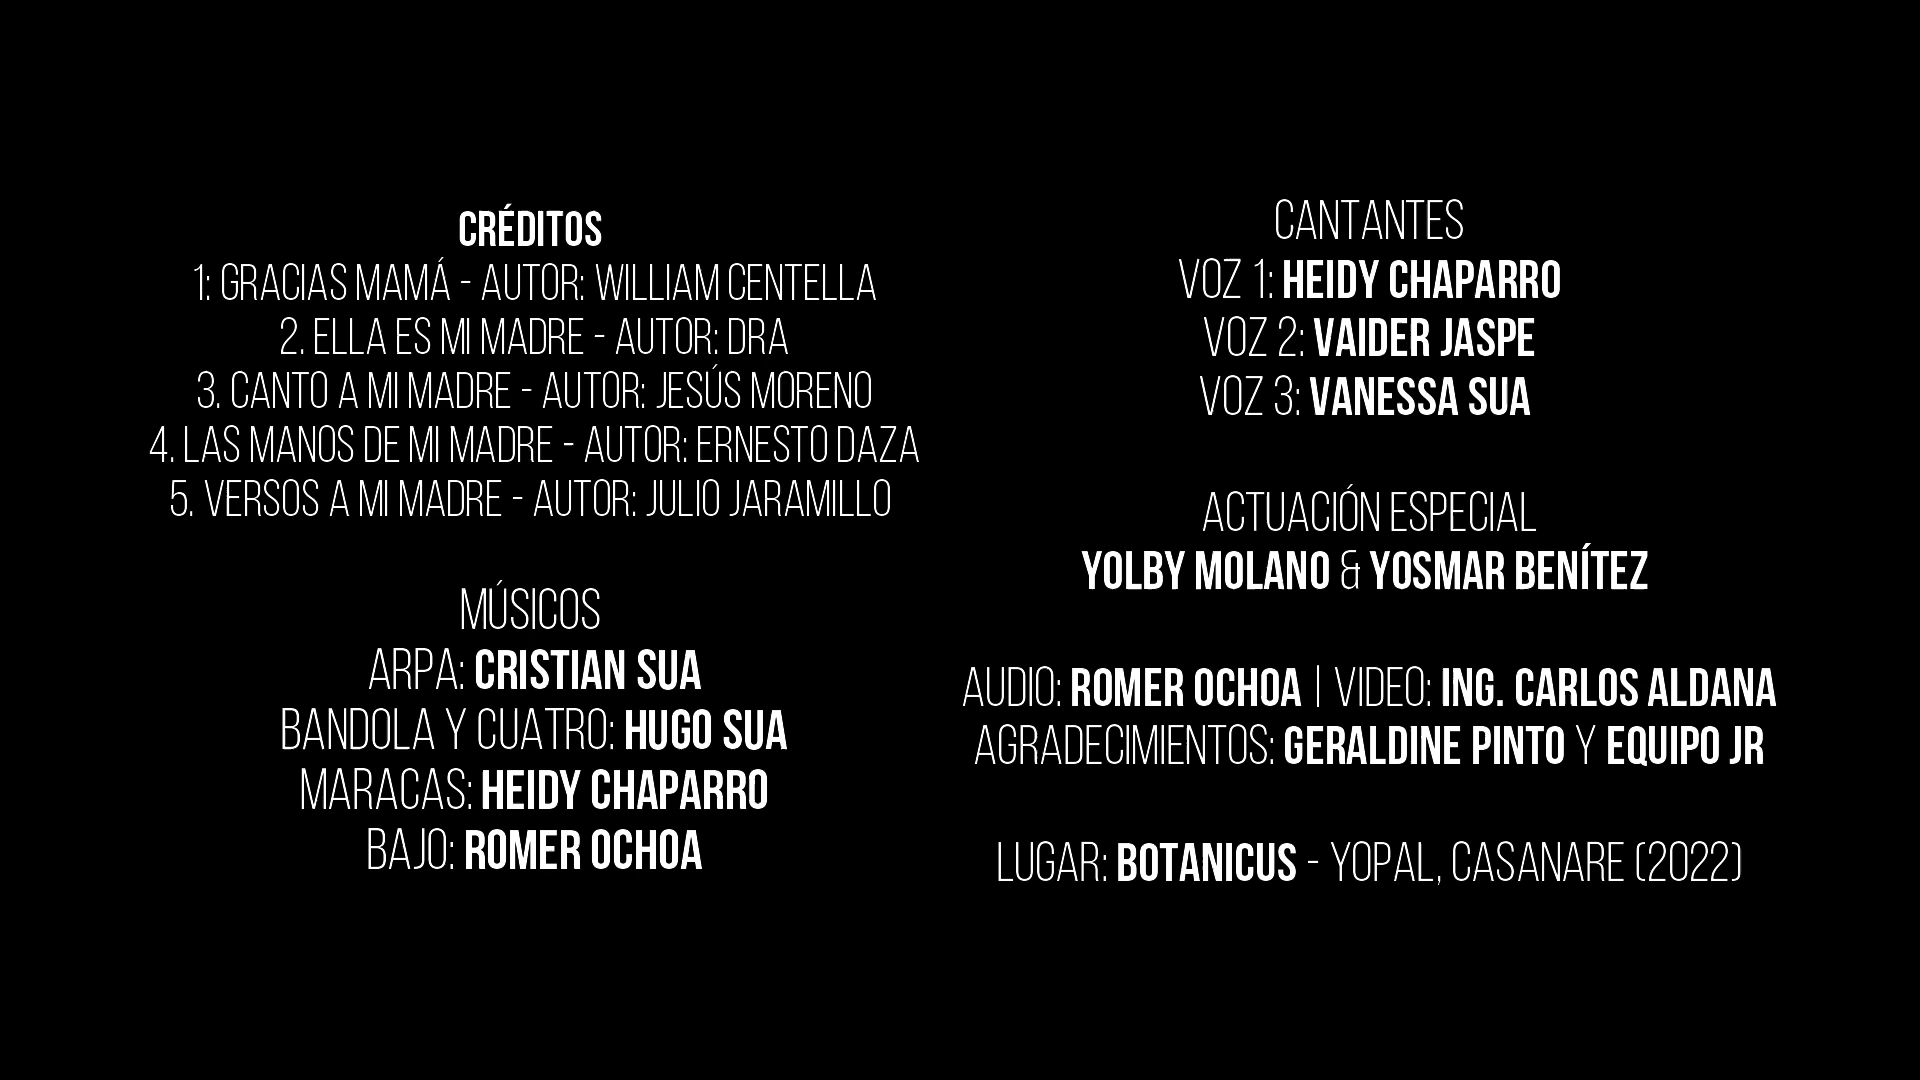 CRÉDITOS
1: GRACIAS MAMÁ - AUTOR: WILLIAM CENTELLA
2. ELLA ES MI MADRE - AUTOR: DRA
3. CANTO A MI MADRE - AUTOR: JESÚS MORENO
4. LAS MANOS DE MI MADRE - AUTOR: ERNESTO DAZA
5. VERSOS A MI MADRE - AUTOR: JULIO JARAMILLO
MÚSICOS
ARPA: CRISTIAN SUA
BANDOLA Y CUATRO: HUGO SUA
MARACAS: HEIDY CHAPARRO
BAJO: ROMER OCHOA
CANTANTES
VOZ 1: HEIDY CHAPARRO
VOZ 2: VAIDER JASPE
VOZ 3: VANESSA SUA
ACTUACIÓN ESPECIAL
YOLBY MOLANO & YOSMAR BENÍTEZ
AUDIO: ROMER OCHOA | VIDEO: ING. CARLOS ALDANA
AGRADECIMIENTOS: GERALDINE PINTO Y EQUIPO JR
LUGAR: BOTANICUS - YOPAL, CASANARE (2022)